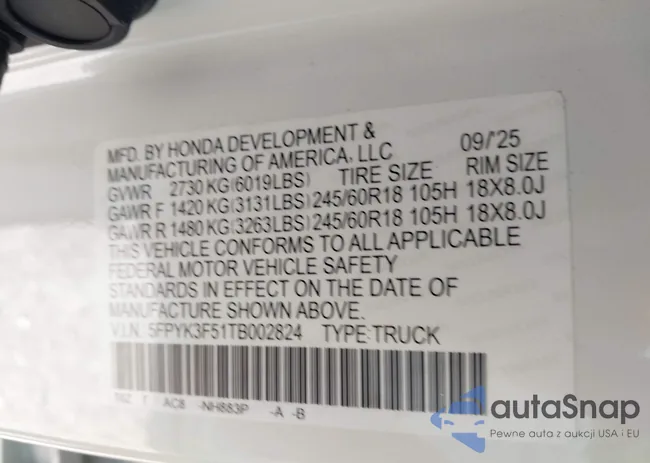 MFD. BY HONDA DEVELOPMENT & 09/'25
MANUFACTURING OF AMERICA, LLC
GVWR 2730 KG(6019LBS) TIRE SIZE RIM SIZE
GAWR F 1420 KG(3131LBS) 245/60R18 105H 18X8.0J
GAWR R 1480 KG(3263LBS) 245/60R18 105H 18X8.0J
THIS VEHICLE CONFORMS TO ALL APPLICABLE
FEDERAL MOTOR VEHICLE SAFETY
STANDARDS IN EFFECT ON THE DATE OF
MANUFACTURE SHOWN ABOVE.
V.I.N. 5FPYK3F51TB002824 TYPE:TRUCK
AC8 -NH883P -A -B
autaSnap
Pewne auta z aukcji USA i EU